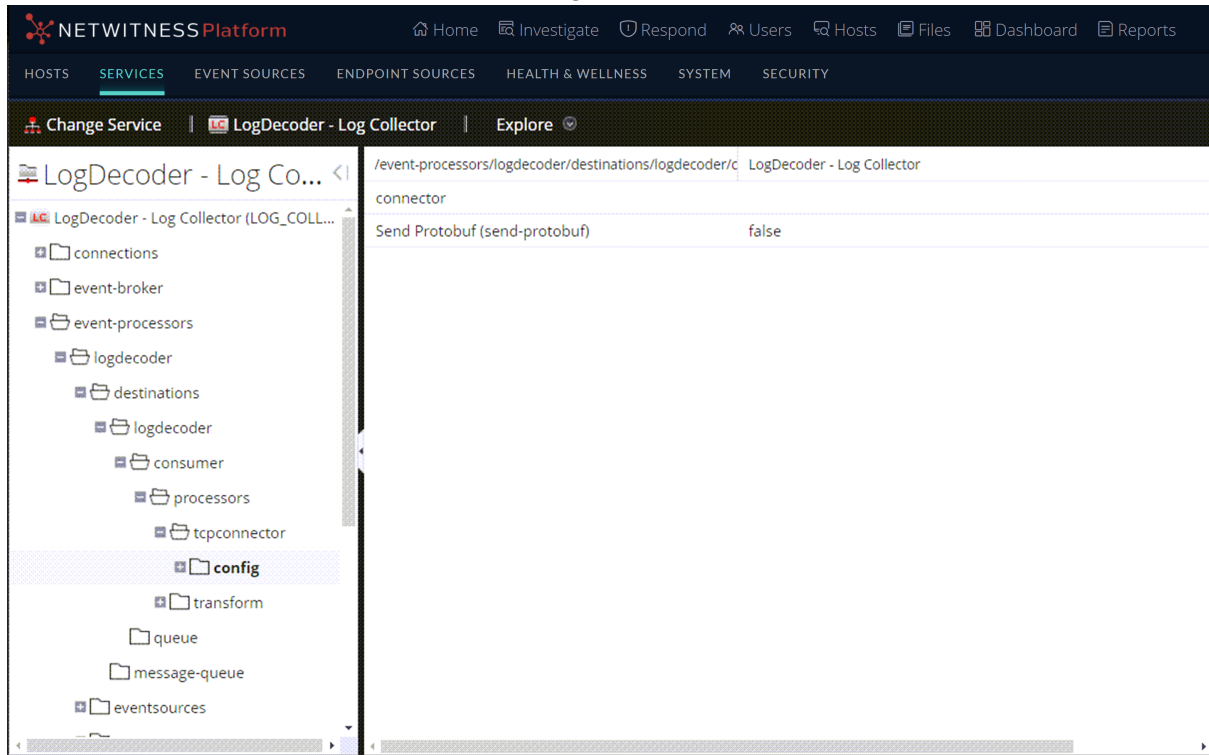 NETWITNESS Platform
Home Investigate Respond Users Hosts Files Dashboard Reports
HOSTS SERVICES EVENT SOURCES ENDPOINT SOURCES HEALTH & WELLNESS SYSTEM SECURITY
Change Service LC LogDecoder - Log Collector Explore
LogDecoder - Log Co...
LC LogDecoder - Log Collector (LOG_COLL...
connections
event-broker
event-processors
logdecoder
destinations
logdecoder
consumer
processors
tcpconnector
config
transform
queue
message-queue
eventsources
/event-processors/logdecoder/destinations/logdecoder/c LogDecoder - Log Collector
connector
Send Protobuf (send-protobuf) false